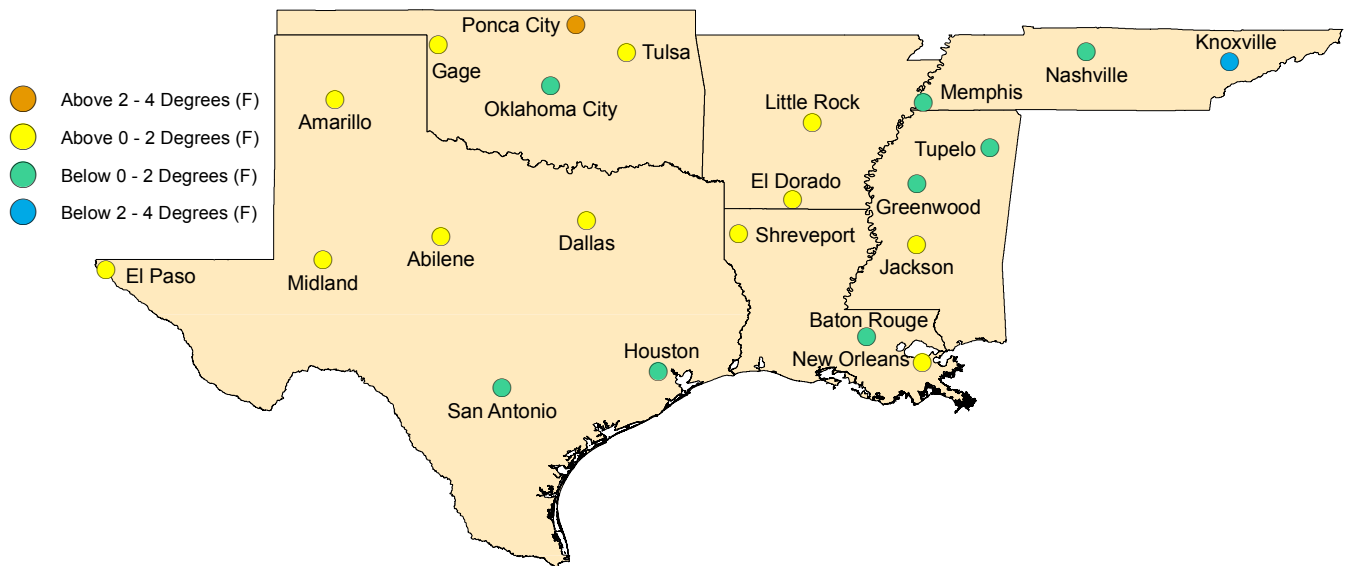 Ponca City
Knoxville
Tulsa
Gage
Nashville
Above 2 - 4 Degrees (F)
Oklahoma City
Memphis
Little Rock
Amarillo
Above 0 - 2 Degrees (F)
Tupelo
Below 0 - 2 Degrees (F)
El Dorado
Greenwood
Below 2 - 4 Degrees (F)
Shreveport
Dallas
Abilene
Jackson
El Paso
Midland
Baton Rouge
Houston
New Orleans
San Antonio